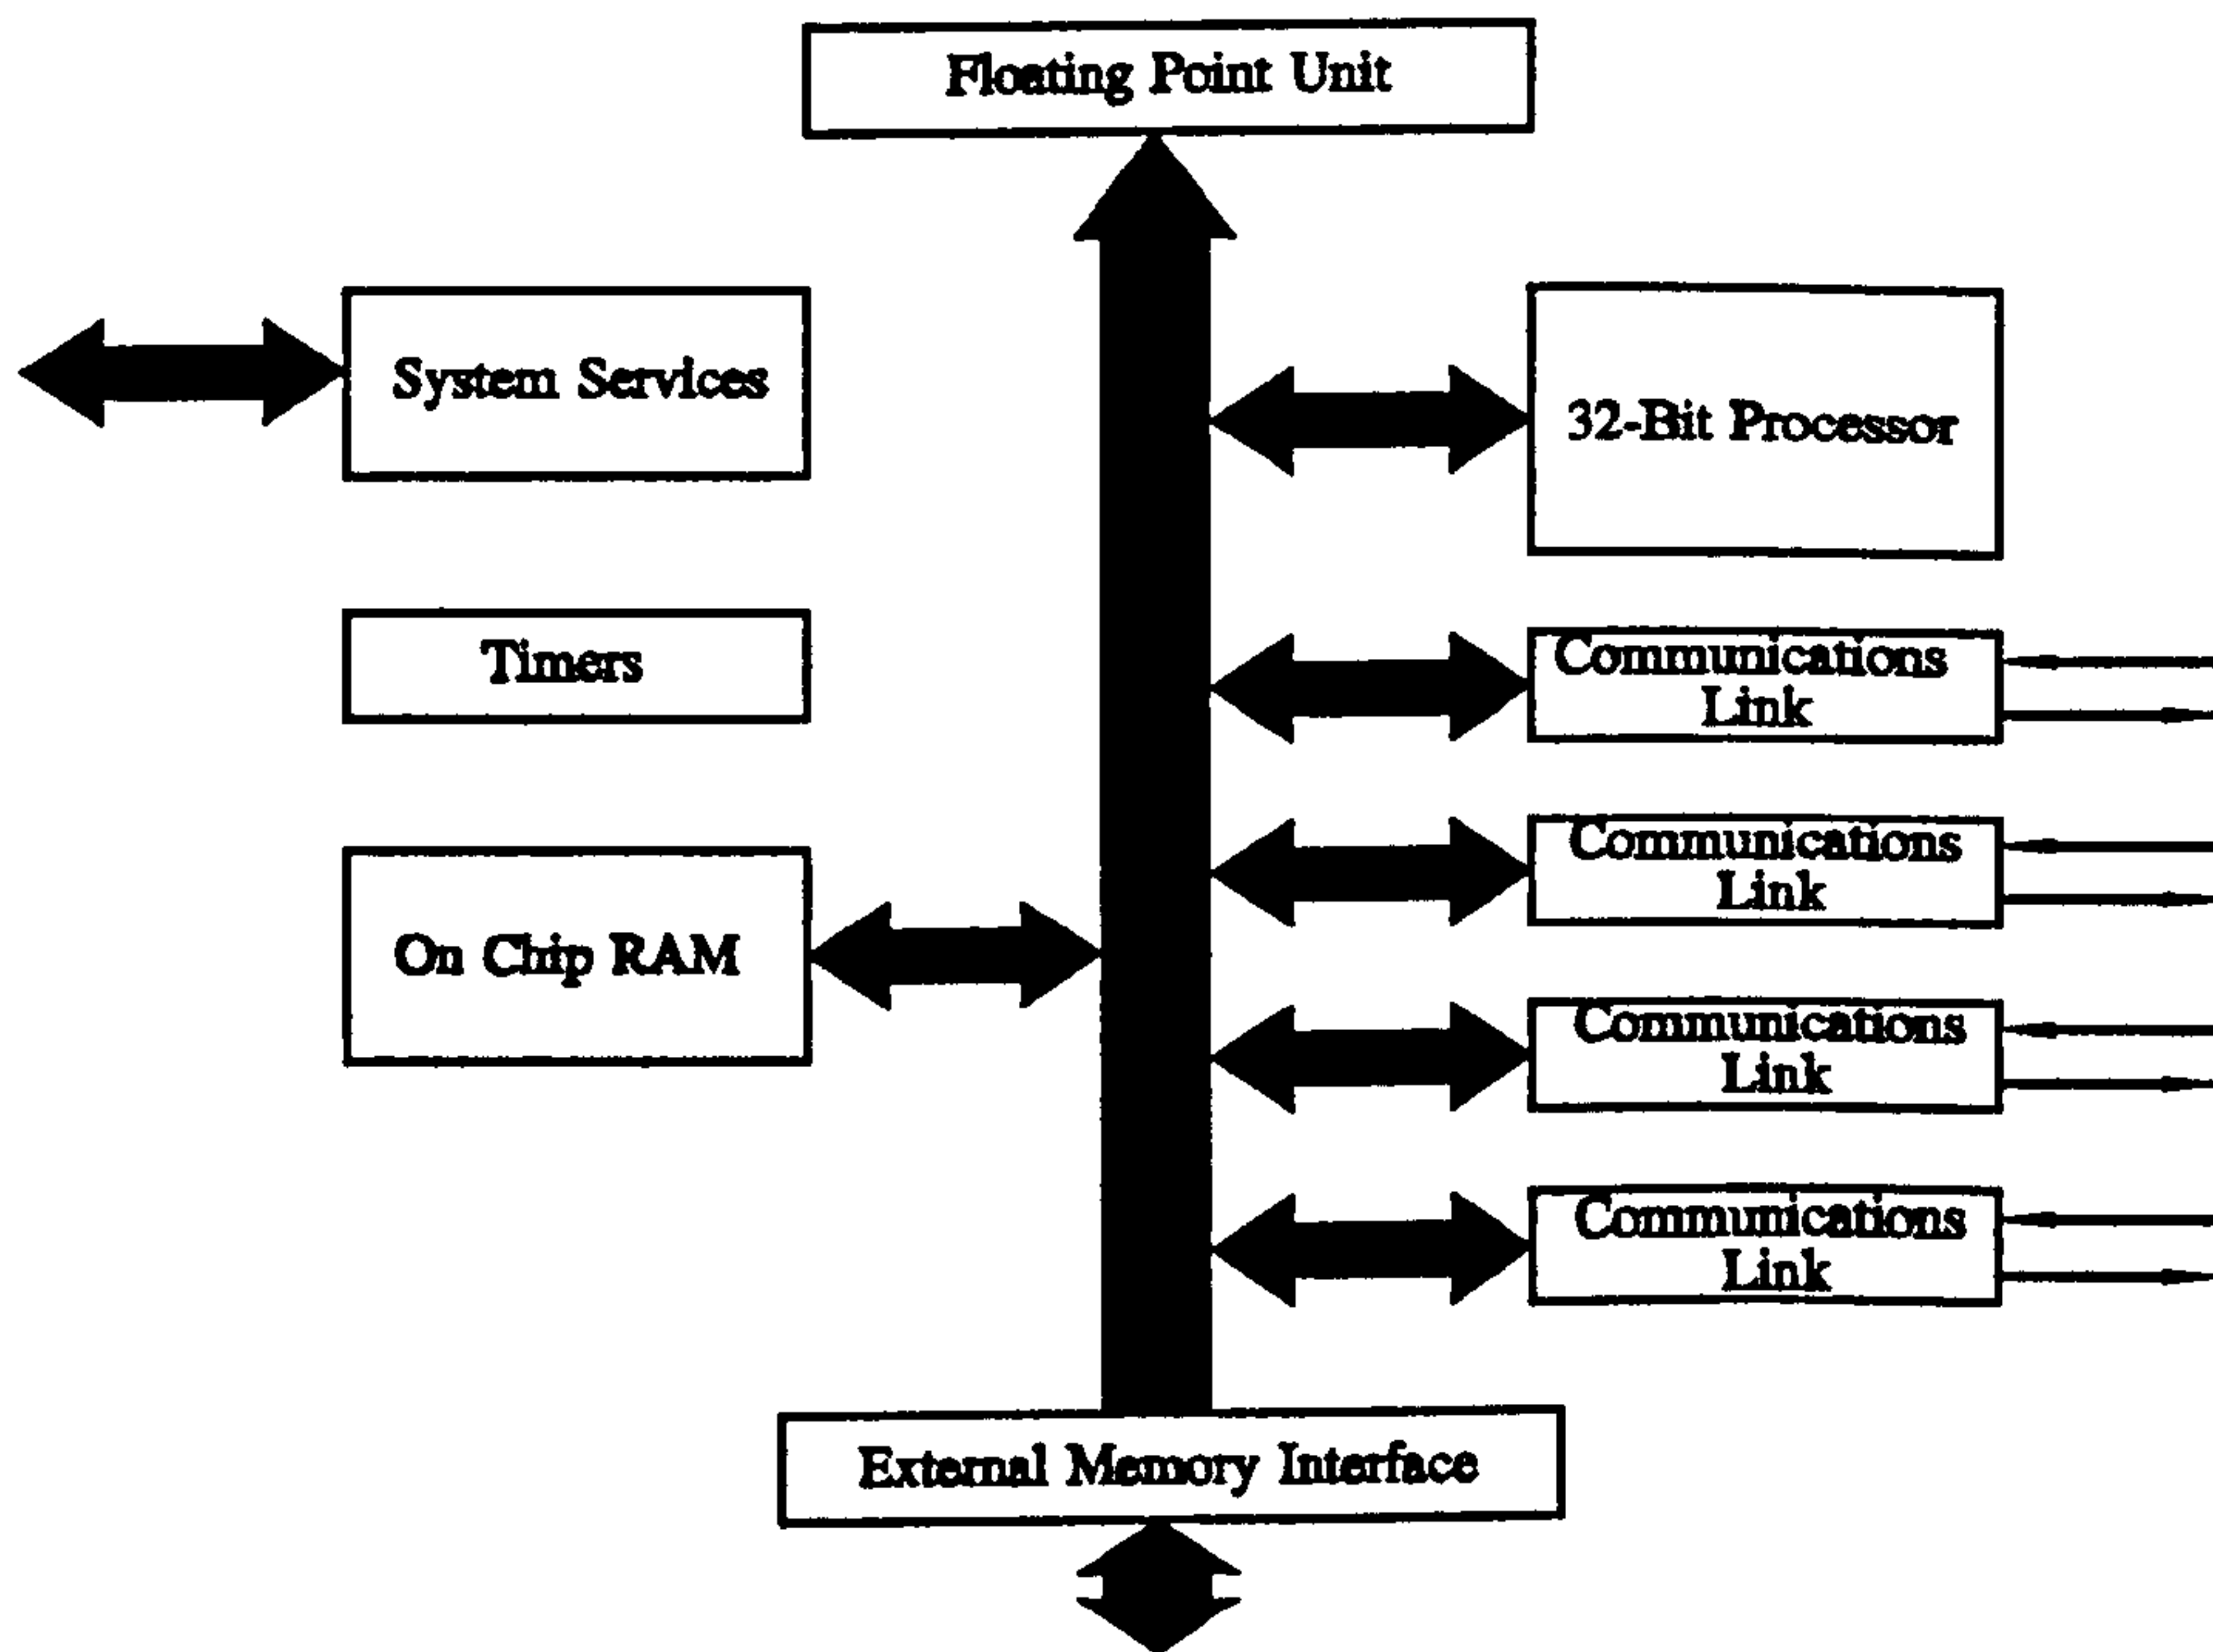 Floating Point Unit
System Services
32-Bit Processor
Timers
Communications
Link
Communications
Link
On Chip RAM
Communications
Link
Communications
Link
External Memory Interface